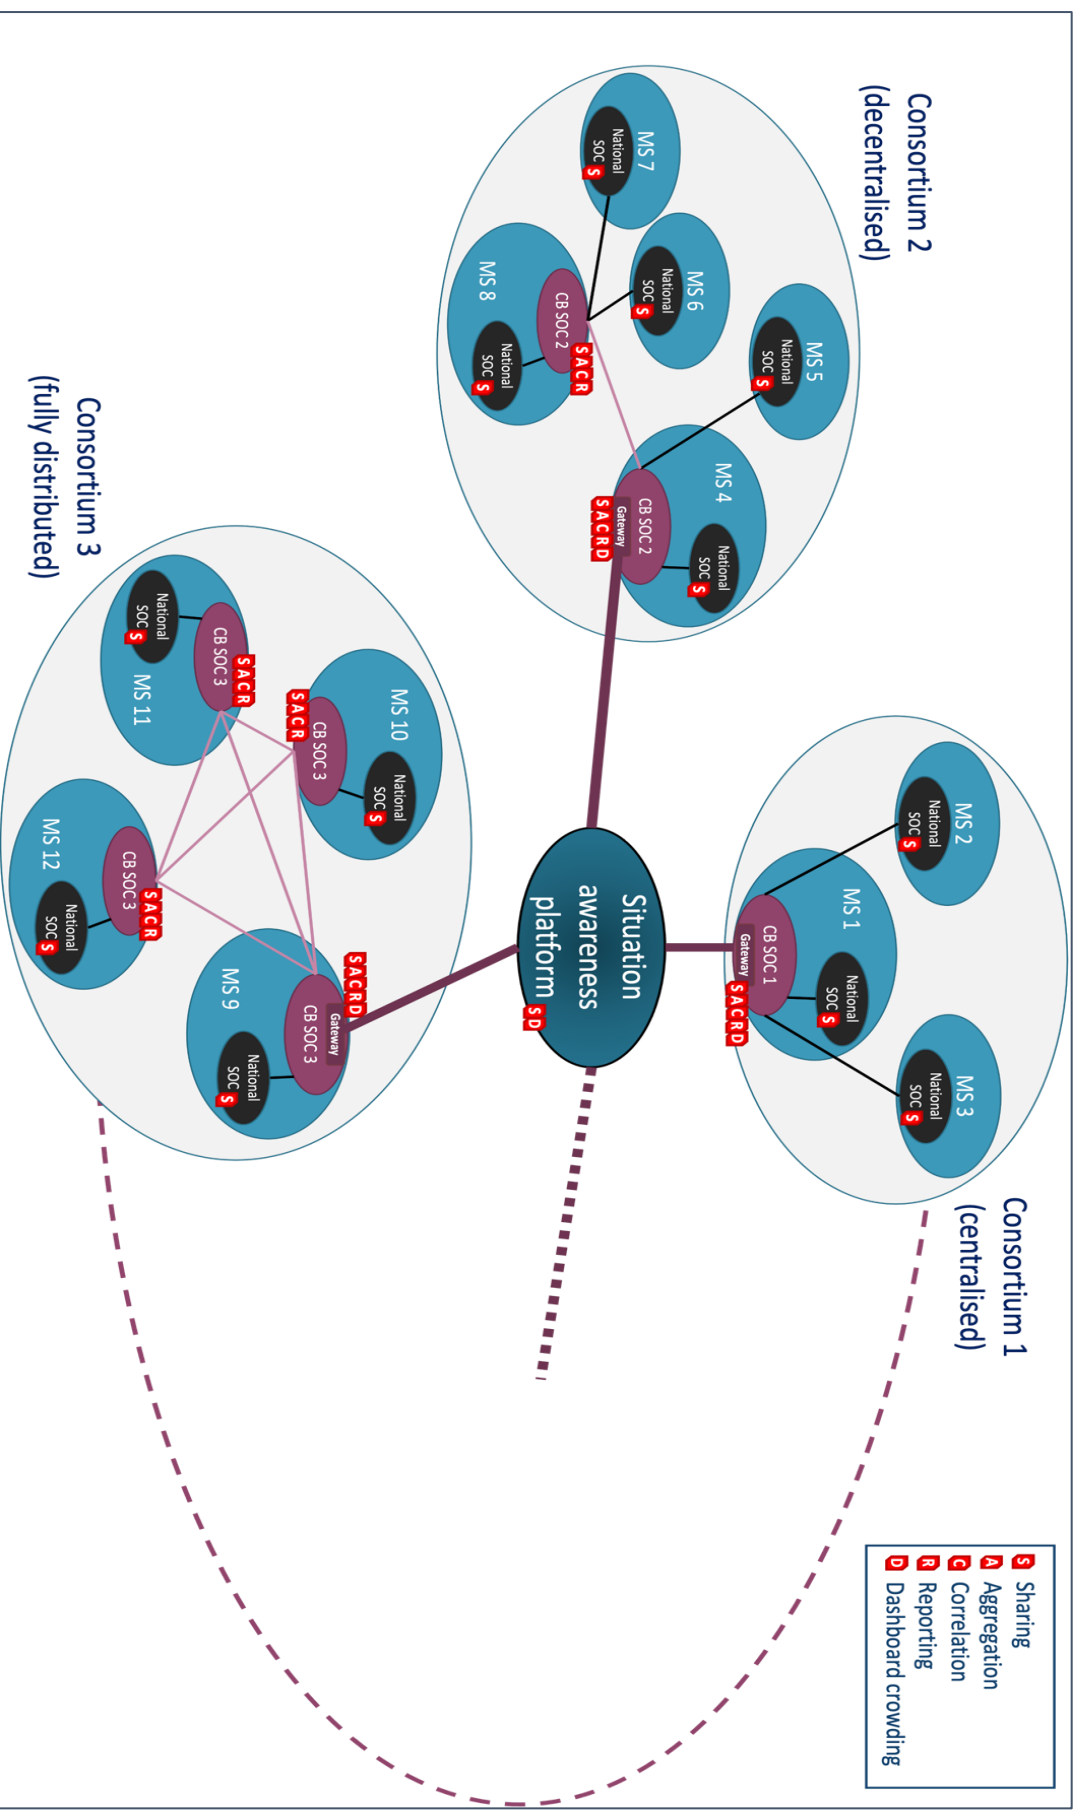 Consortium 1
(centralised)
MS 2
National
SOC S
MS 1
CB SOC 1
Gateway
SACRD
National
SOC S
MS 3
National
SOC S
Consortium 2
(decentralised)
MS 7
National
SOC S
MS 6
National
SOC S
MS 5
National
SOC S
MS 8
CB SOC 2
SACR
National
SOC S
MS 4
CB SOC 2
Gateway
SACRD
National
SOC S
Situation
awareness
platform
SD
Consortium 3
(fully distributed)
MS 11
CB SOC 3
SACR
National
SOC S
MS 10
CB SOC 3
SACR
National
SOC S
MS 12
CB SOC 3
SACR
National
SOC S
MS 9
CB SOC 3
Gateway
SACRD
National
SOC S
S Sharing
A Aggregation
C Correlation
R Reporting
D Dashboard crowding